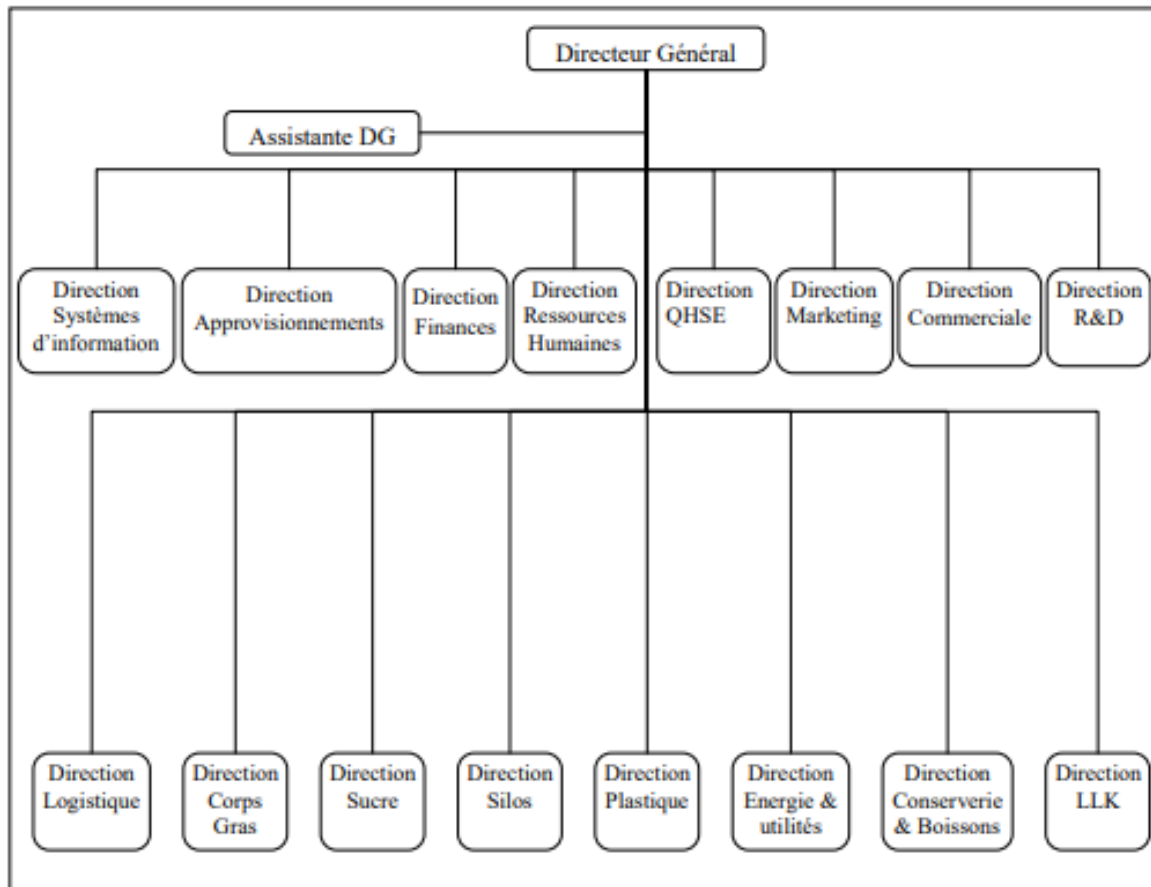 Directeur Général
Assistante DG
Direction
Systèmes
d’information
Direction
Approvisionnements
Direction
Finances
Direction
Ressources
Humaines
Direction
QHSE
Direction
Marketing
Direction
Commerciale
Direction
R&D
Direction
Logistique
Direction
Corps
Gras
Direction
Sucre
Direction
Silos
Direction
Plastique
Direction
Energie &
utilités
Direction
Conserverie
& Boissons
Direction
LLK